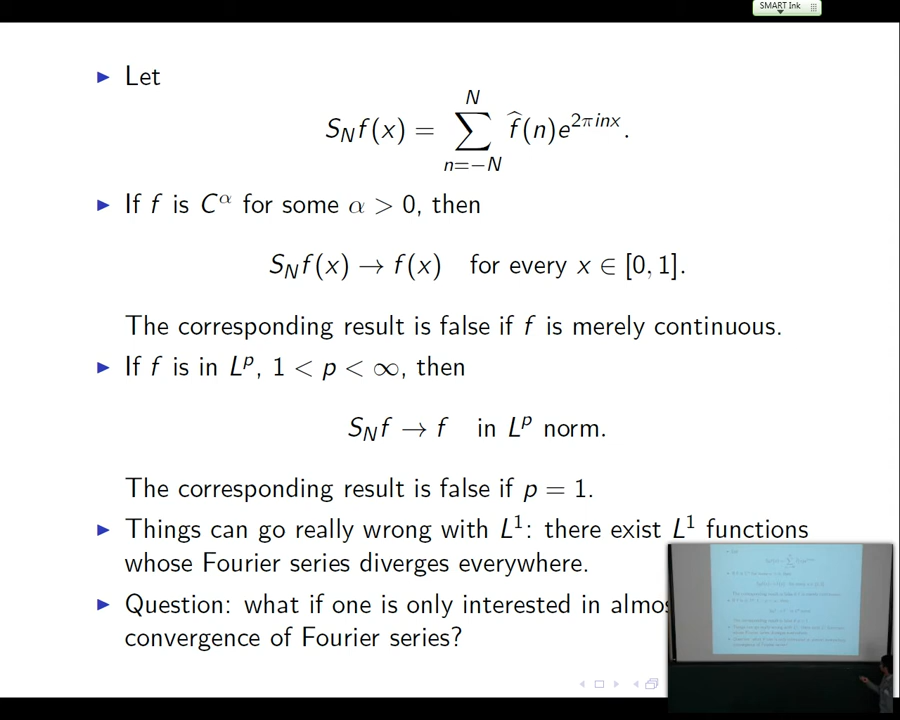 SMART Ink
▶ Let
S_N f(x) = \sum_{n=-N}^{N} \hat{f}(n)e^{2πinx}.
▶ If f is C^α for some α > 0, then
S_N f(x) → f(x) for every x ∈ [0, 1].
The corresponding result is false if f is merely continuous.
▶ If f is in L^p, 1 < p < ∞, then
S_N f → f in L^p norm.
The corresponding result is false if p = 1.
▶ Things can go really wrong with L^1: there exist L^1 functions
whose Fourier series diverges everywhere.
▶ Question: what if one is only interested in almos
convergence of Fourier series?